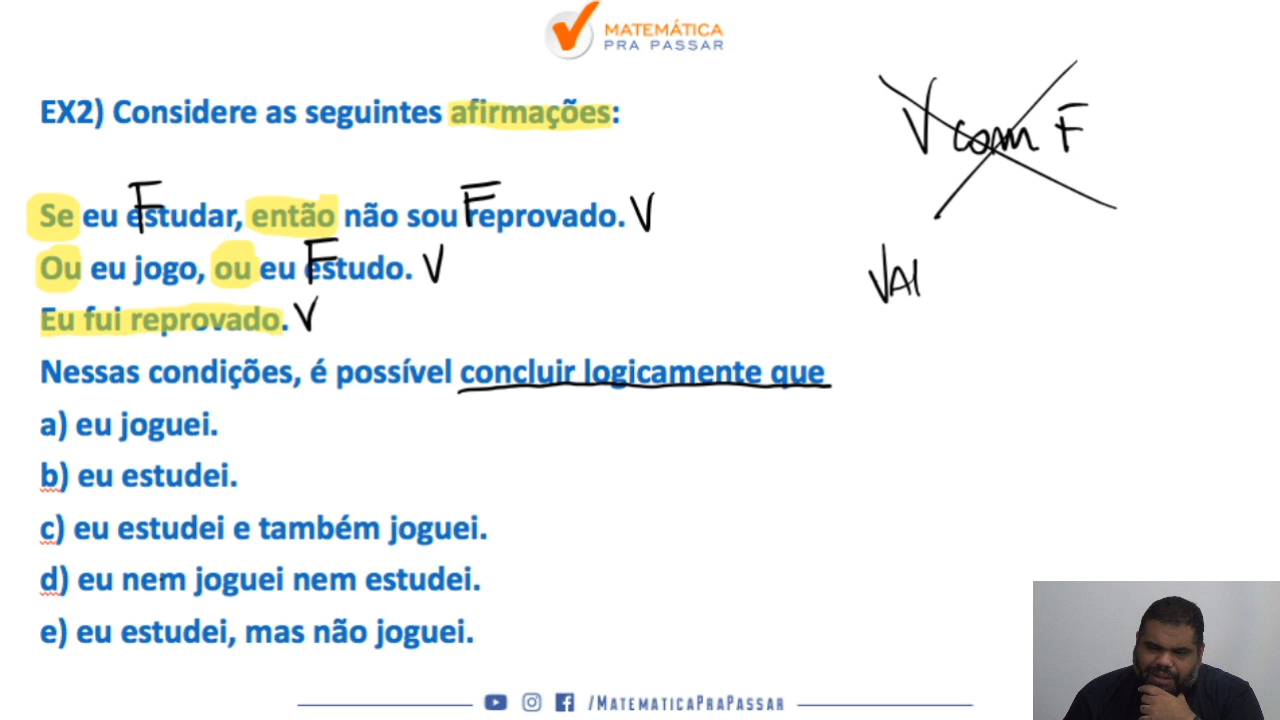 MATEMÁTICA
PRA PASSAR
EX2) Considere as seguintes afirmações:
V com F
F F
Se eu estudar, então não sou reprovado. V
F
Ou eu jogo, ou eu estudo. V
VAI
Eu fui reprovado. V
Nessas condições, é possível concluir logicamente que
a) eu joguei.
b) eu estudei.
c) eu estudei e também joguei.
d) eu nem joguei nem estudei.
e) eu estudei, mas não joguei.
/MATEMATICAPRAPASSAR